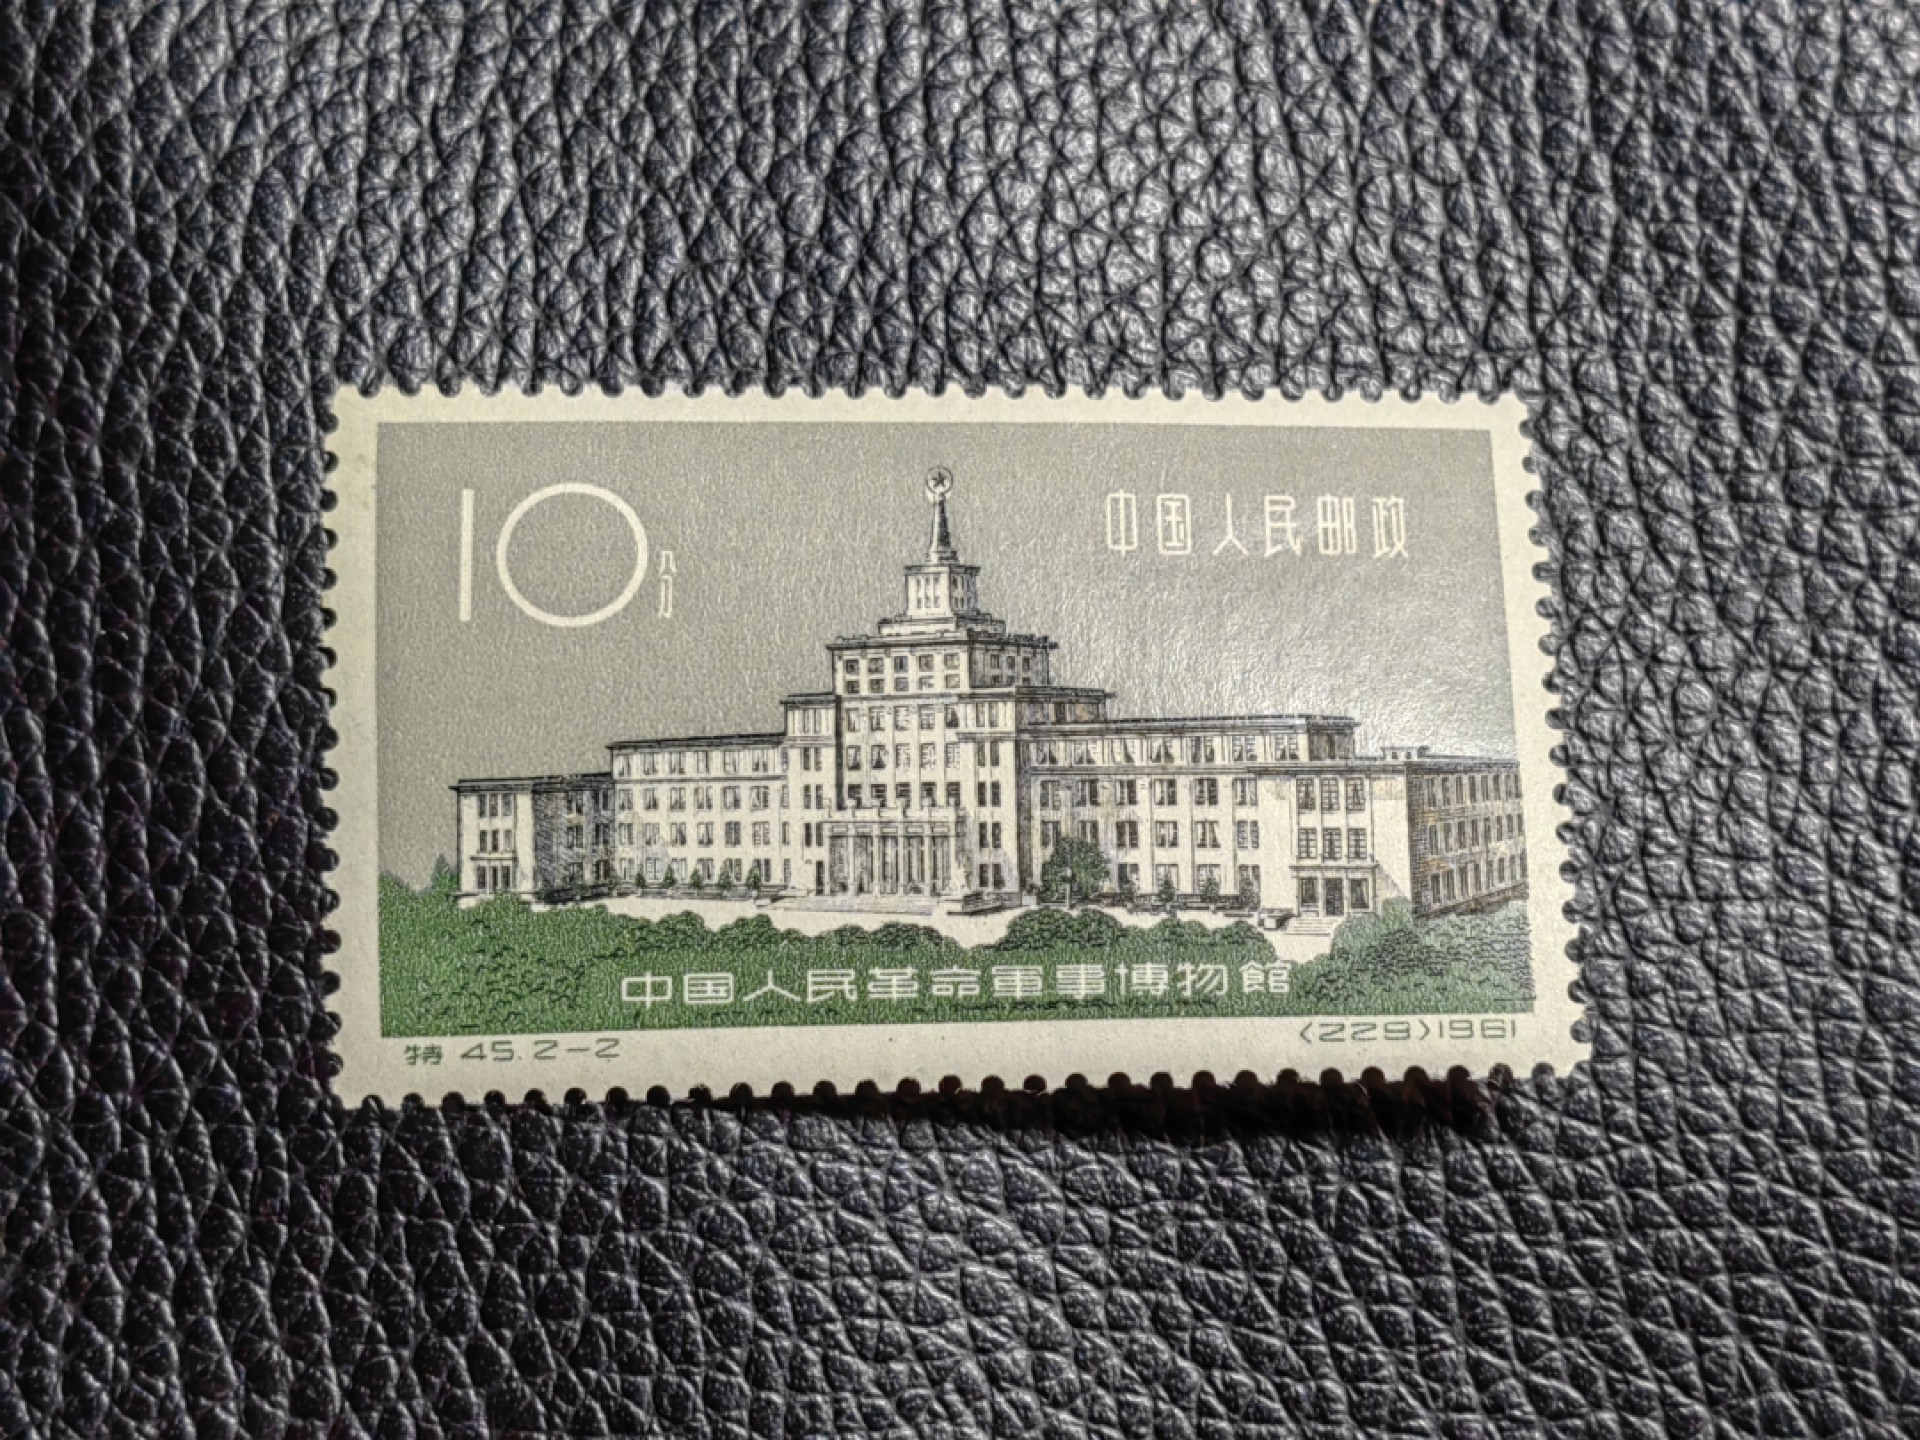 10分
中国人民邮政
中国人民革命軍事博物館
特 45.2-2
(229)1961